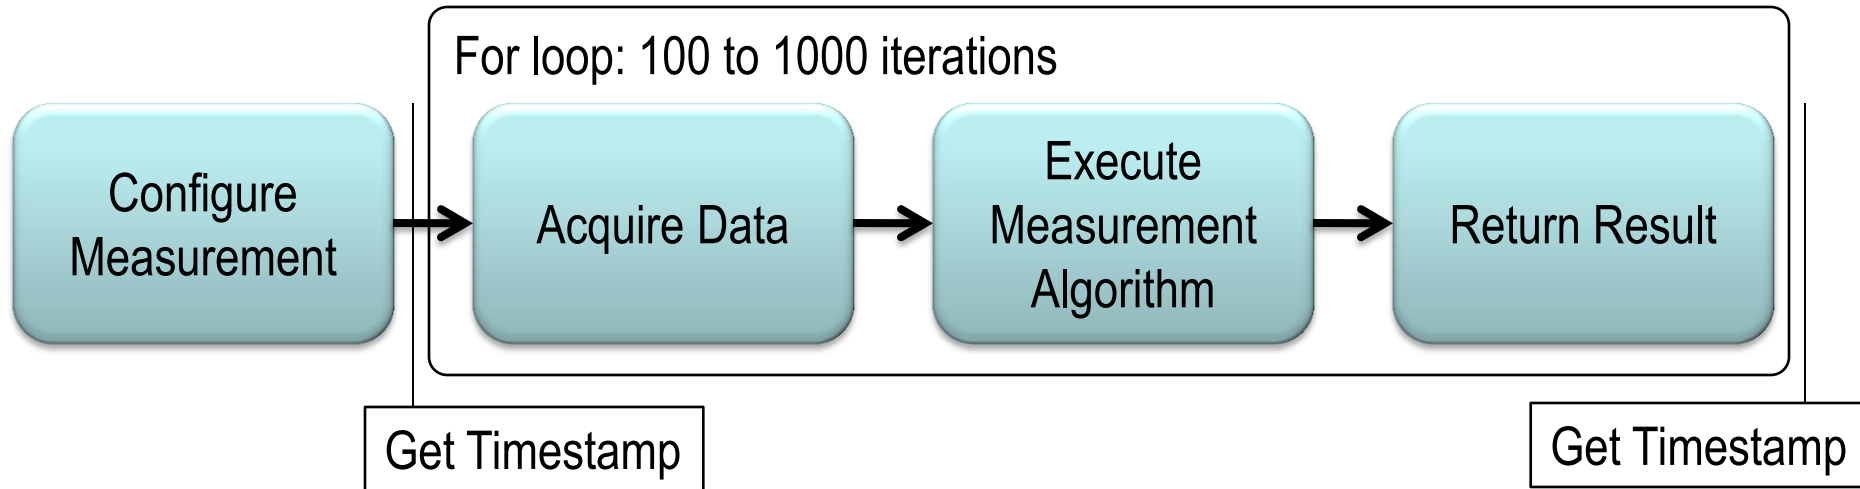 For loop: 100 to 1000 iterations
Configure
Measurement
Acquire Data
Execute
Measurement
Algorithm
Return Result
Get Timestamp
Get Timestamp